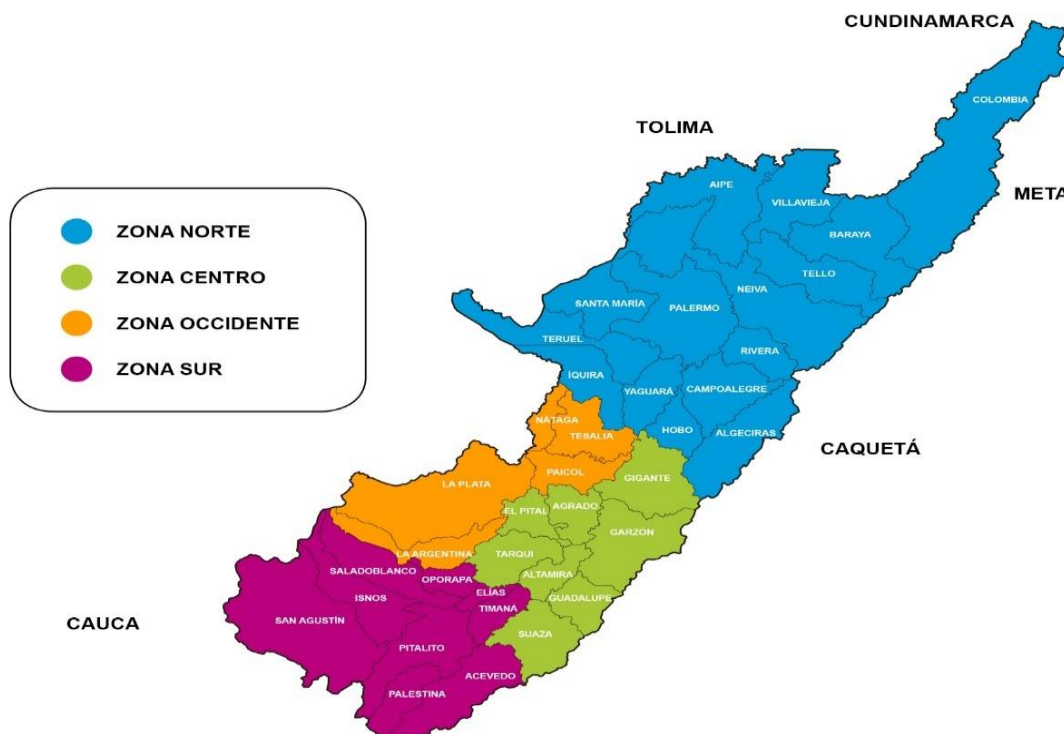 CUNDINAMARCA
COLOMBIA
TOLIMA
META
AIPE
VILLAVIEJA
BARAYA
TELLO
NEIVA
SANTA MARÍA
PALERMO
TERUEL
RIVERA
ÍQUIRA
YAGUARÁ
CAMPOALEGRE
HOBO
ALGECIRAS
CAQUETÁ
ZONA NORTE
ZONA CENTRO
ZONA OCCIDENTE
ZONA SUR
NÁTAGA
TESALIA
PAICOL
LA PLATA
GIGANTE
EL PITAL
AGRADO
GARZÓN
LA ARGENTINA
TARQUI
ALTAMIRA
GUADALUPE
SUAZA
SALADOBLANCO
OPORAPA
ELÍAS
ISNOS
TIMANÁ
SAN AGUSTÍN
PITALITO
ACEVEDO
PALESTINA
CAUCA